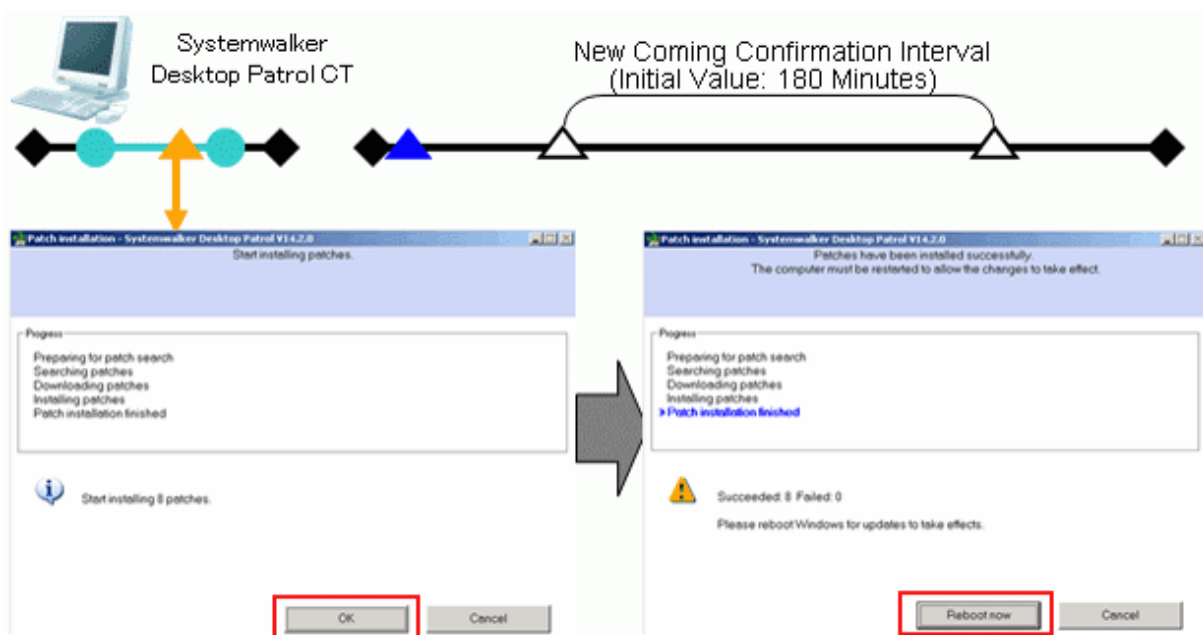 Systemwalker
Desktop Patrol CT
New Coming Confirmation Interval
(Initial Value: 180 Minutes)
Patch installation - Systemwalker Desktop Patrol V14.2.0
Start installing patches.
Progress
Preparing for patch search
Searching patches
Downloading patches
Installing patches
Patch installation finished
Start installing 8 patches.
OK
Cancel
Patch installation - Systemwalker Desktop Patrol V14.2.0
Patches have been installed successfully.
The computer must be restarted to allow the changes to take effect.
Progress
Preparing for patch search
Searching patches
Downloading patches
Installing patches
Patch installation finished
Succeeded: 8 Failed: 0
Please reboot Windows for updates to take effects.
Reboot now
Cancel